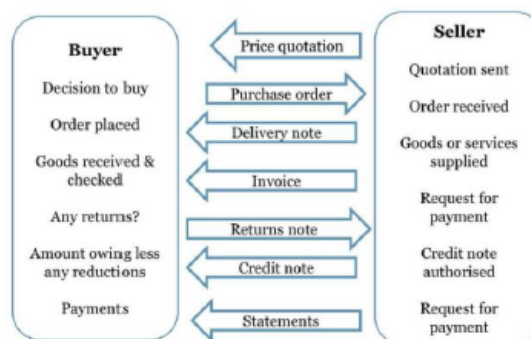 Buyer
Decision to buy
Order placed
Goods received &
checked
Any returns?
Amount owing less
any reductions
Payments
Price quotation
Purchase order
Delivery note
Invoice
Returns note
Credit note
Statements
Seller
Quotation sent
Order received
Goods or services
supplied
Request for
payment
Credit note
authorised
Request for
payment